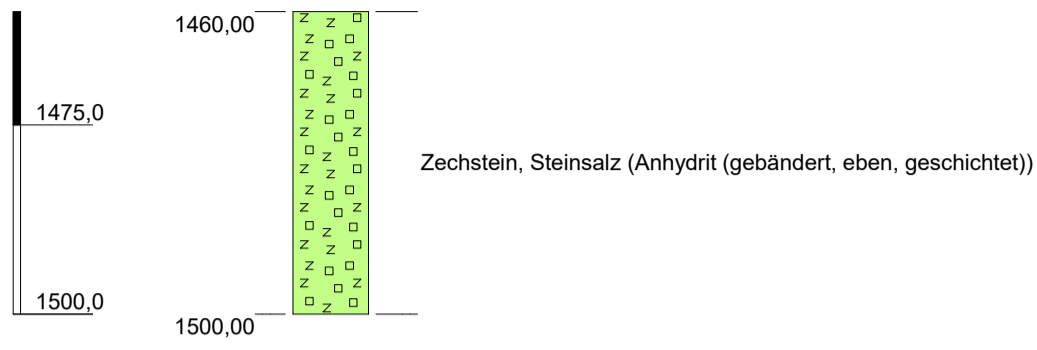 1460,00
1475,0
Zechstein, Steinsalz (Anhydrit (gebändert, eben, geschichtet))
1500,0
1500,00